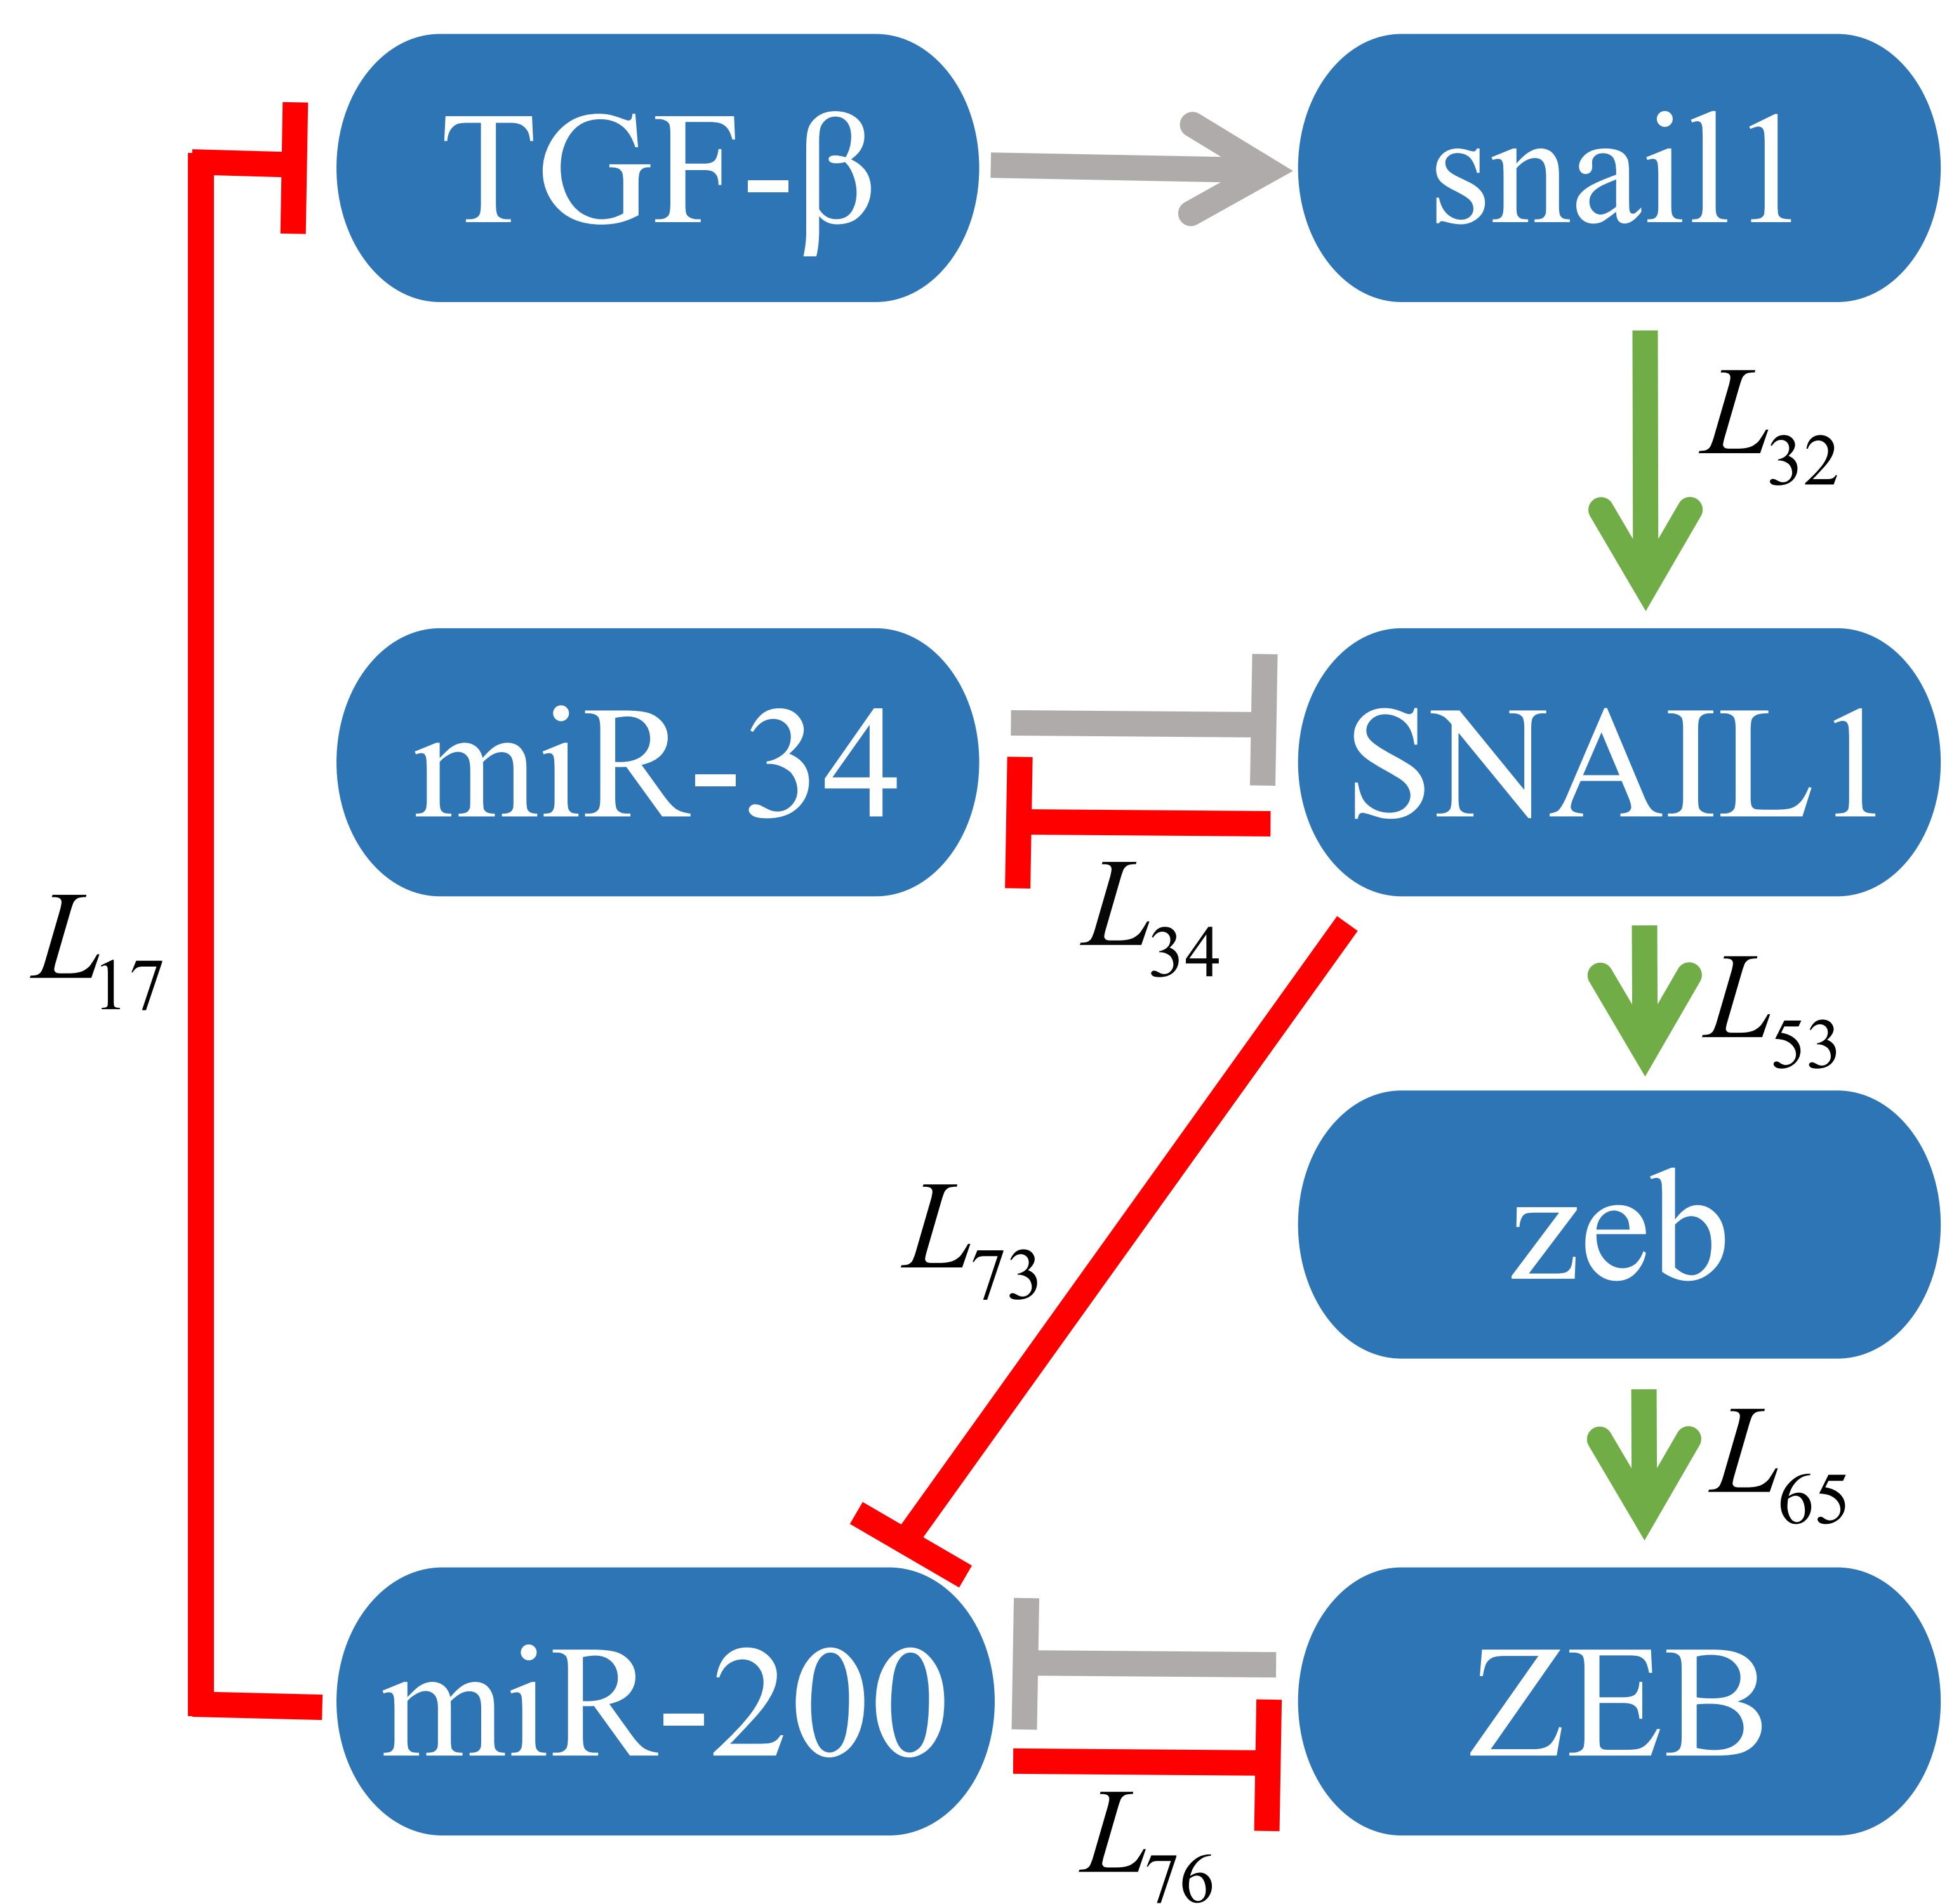 TGF-β
snail1
L32
miR-34
SNAIL1
L34
L17
L53
zeb
L73
L65
miR-200
ZEB
L76